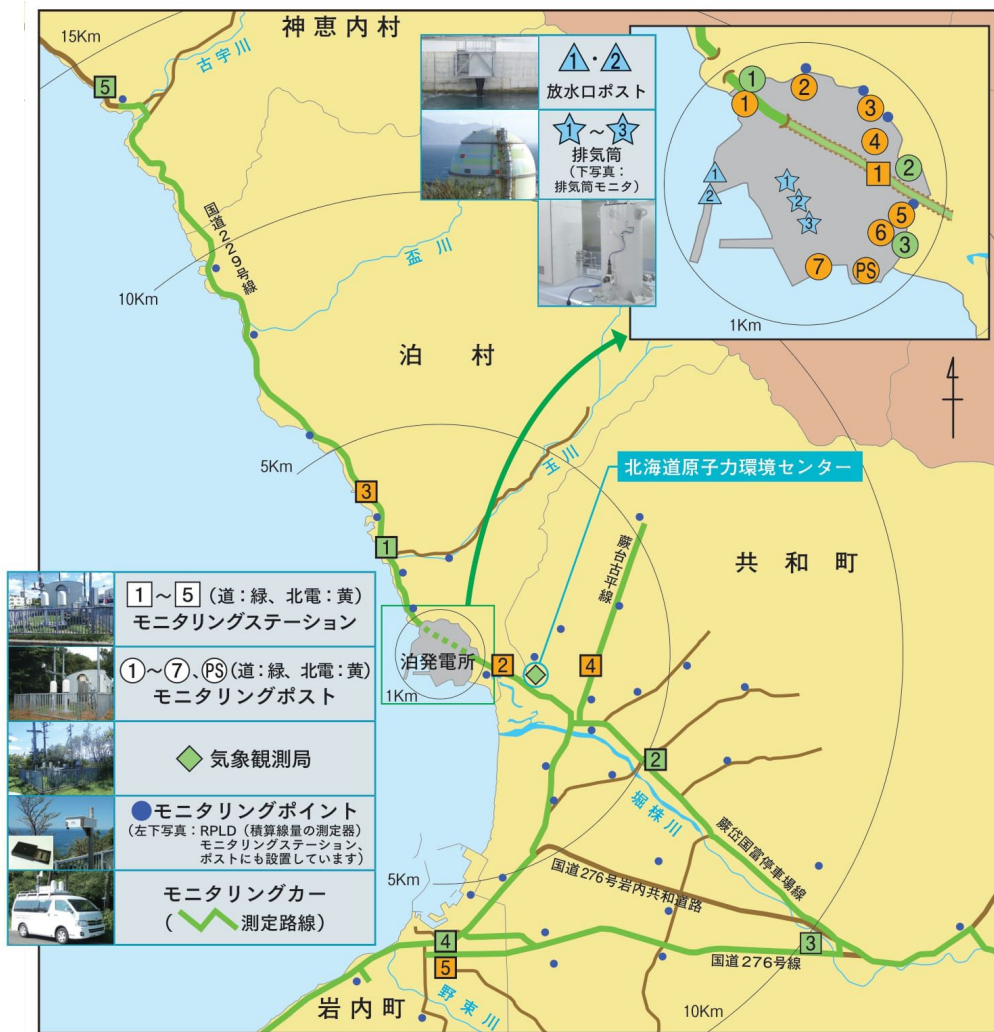 15Km
神恵内村
古宇川
5
国道229号線
盃川
10Km
泊 村
5Km
玉川
3
1
1・2
放水口ポスト
1～3
排気筒
(下写真：
排気筒モニタ)
1
1
2
3
4
2
1
5
6
3
7
PS
1
2
1
2
3
1Km
北海道原子力環境センター
蕨台古平線
共 和 町
泊発電所
1Km
2
4
2
堀株川
蕨岱国富停車場線
5Km
国道276号岩内共和道路
4
5
3
国道276号線
岩内町
野束川
10Km
1～5 (道：緑、北電：黄)
モニタリングステーション
①～⑦、PS(道：緑、北電：黄)
モニタリングポスト
気象観測局
モニタリングポイント
(左下写真：RPLD (積算線量の測定器)
モニタリングステーション、
ポストにも設置しています)
モニタリングカー
( 測定路線)